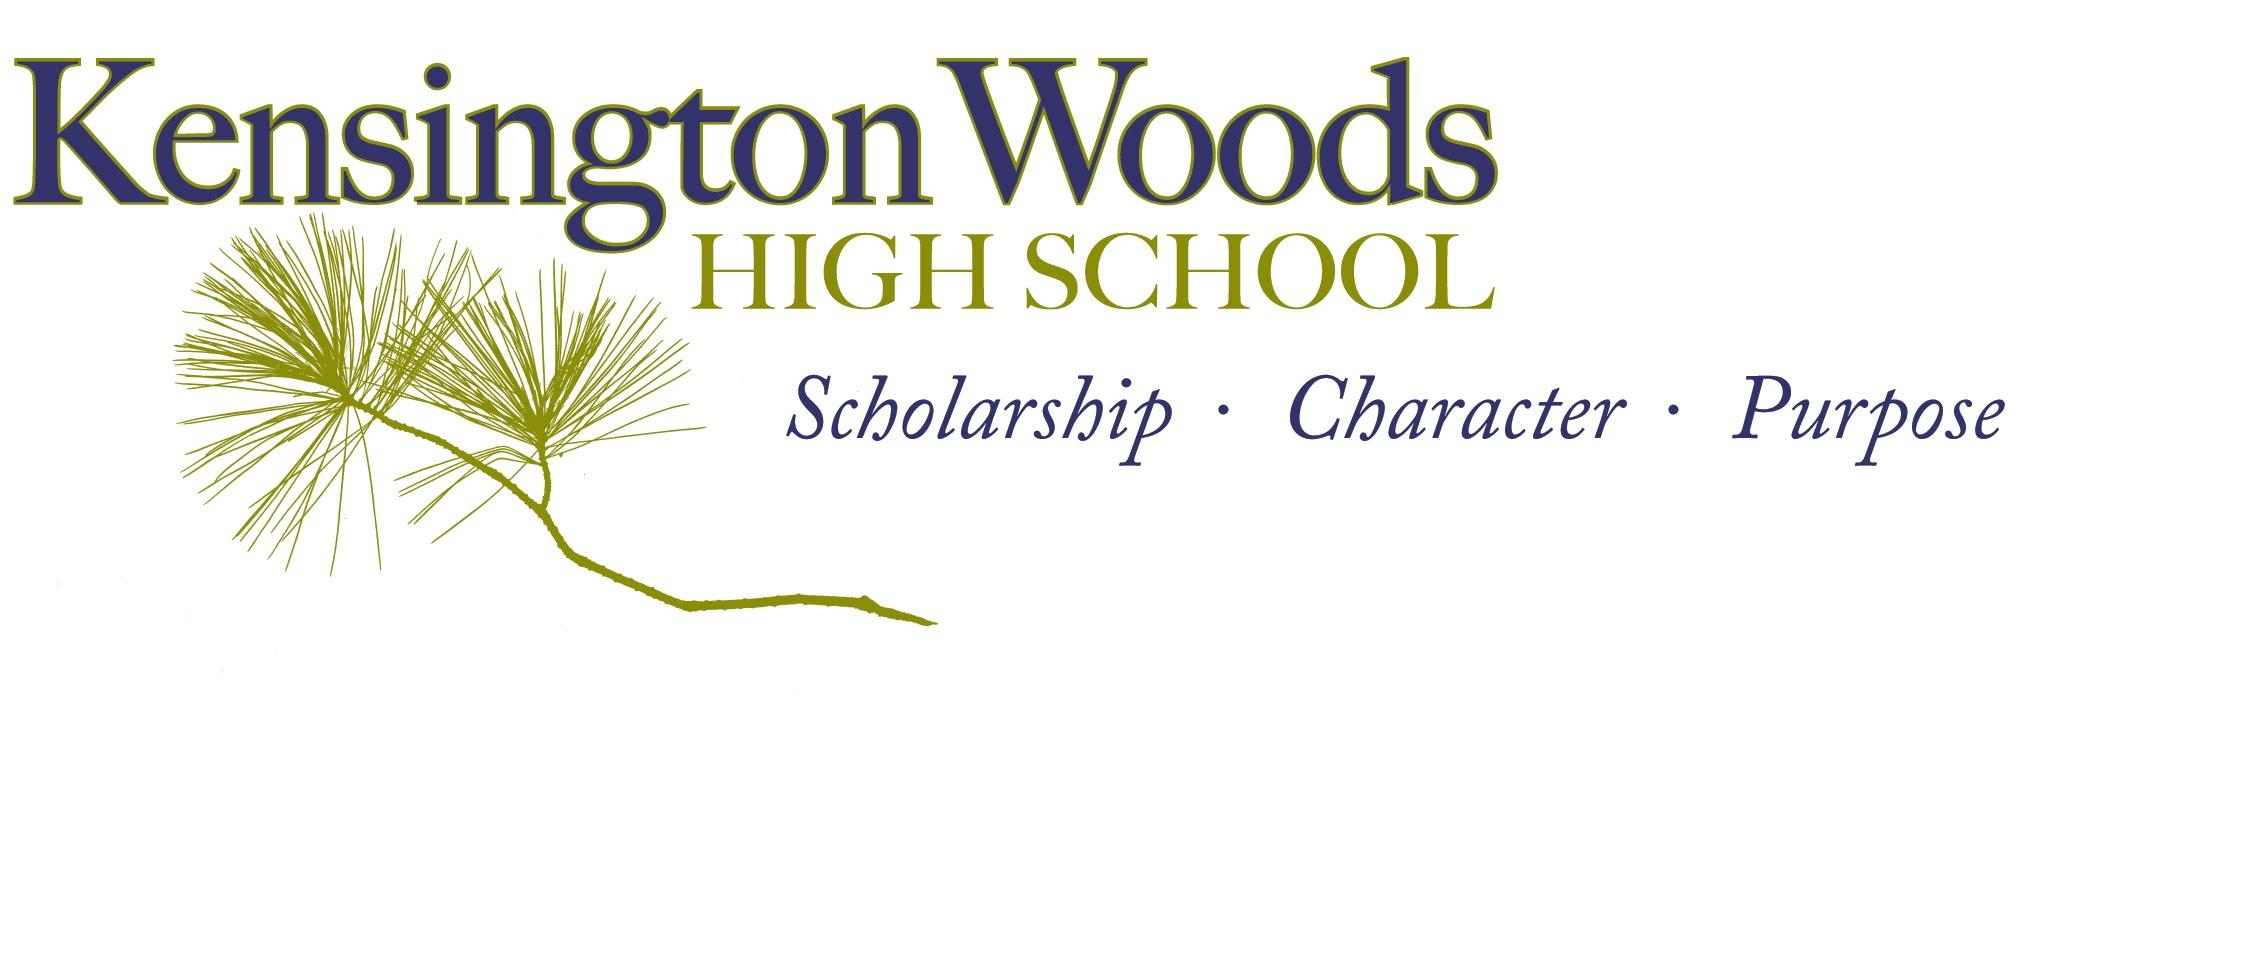 Kensington Woods
HIGH SCHOOL
Scholarship · Character · Purpose